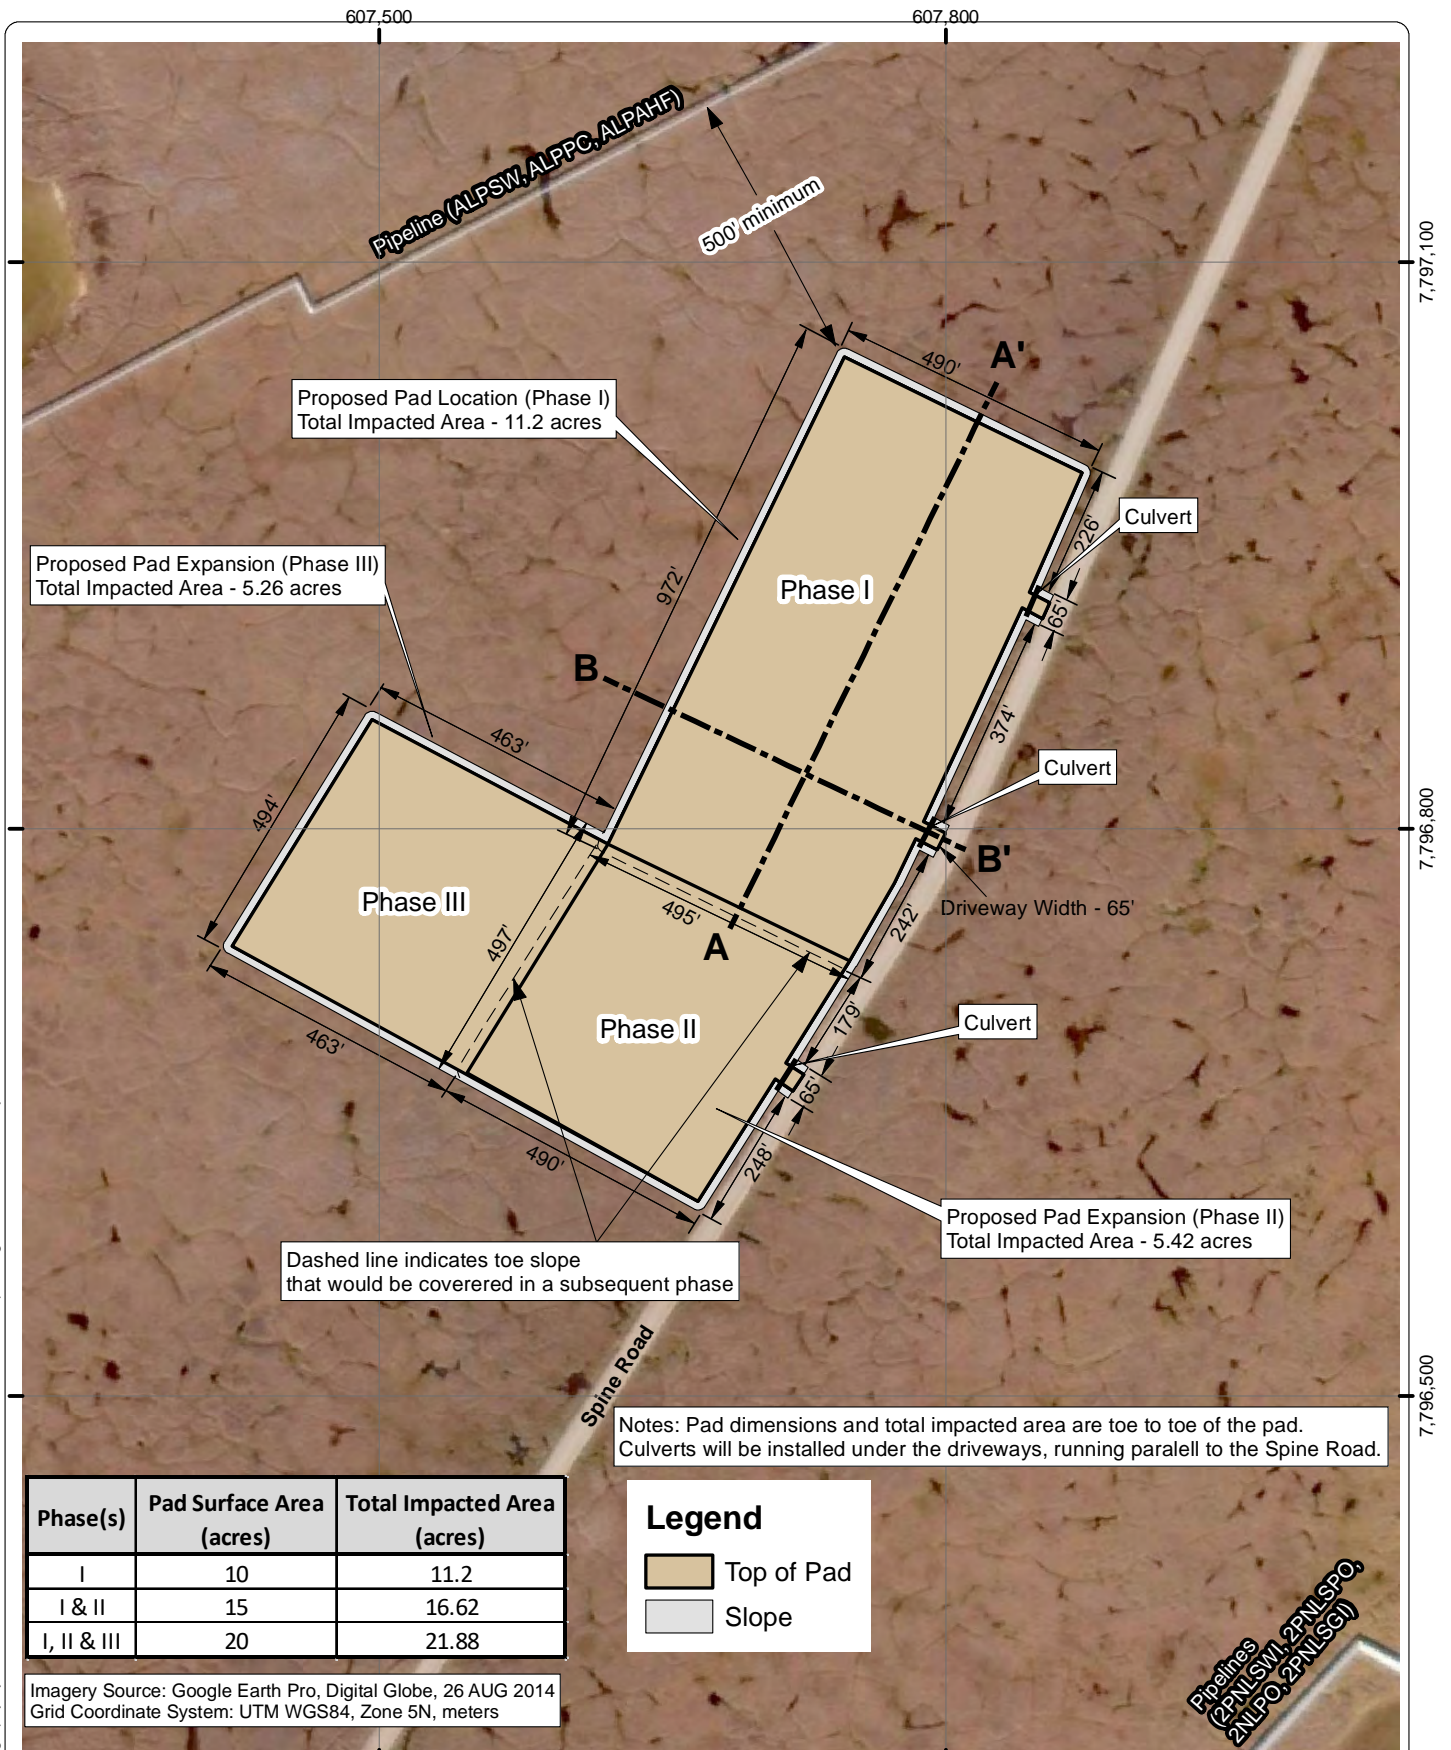 607,500
607,800
Pipeline (ALPSW, ALPPC, ALPAHF)
500' minimum
7,797,100
490'
A'
Proposed Pad Location (Phase I)
Total Impacted Area - 11.2 acres
Culvert
226'
Proposed Pad Expansion (Phase III)
Total Impacted Area - 5.26 acres
972'
Phase I
65'
B
463'
374'
Culvert
494'
7,796,800
B'
Phase III
495'
Driveway Width - 65'
242'
497'
A
179'
Phase II
Culvert
463'
65'
490'
248'
Proposed Pad Expansion (Phase II)
Total Impacted Area - 5.42 acres
Dashed line indicates toe slope
that would be coverered in a subsequent phase
Spine Road
7,796,500
Notes: Pad dimensions and total impacted area are toe to toe of the pad.
Culverts will be installed under the driveways, running paralell to the Spine Road.
Phase(s) Pad Surface Area (acres) Total Impacted Area (acres)
I 10 11.2
I & II 15 16.62
I, II & III 20 21.88
Legend
Top of Pad
Slope
Pipelines
(2PNLSWI, 2PNLSPO,
2NLPO, 2PNLSGI)
Imagery Source: Google Earth Pro, Digital Globe, 26 AUG 2014
Grid Coordinate System: UTM WGS84, Zone 5N, meters